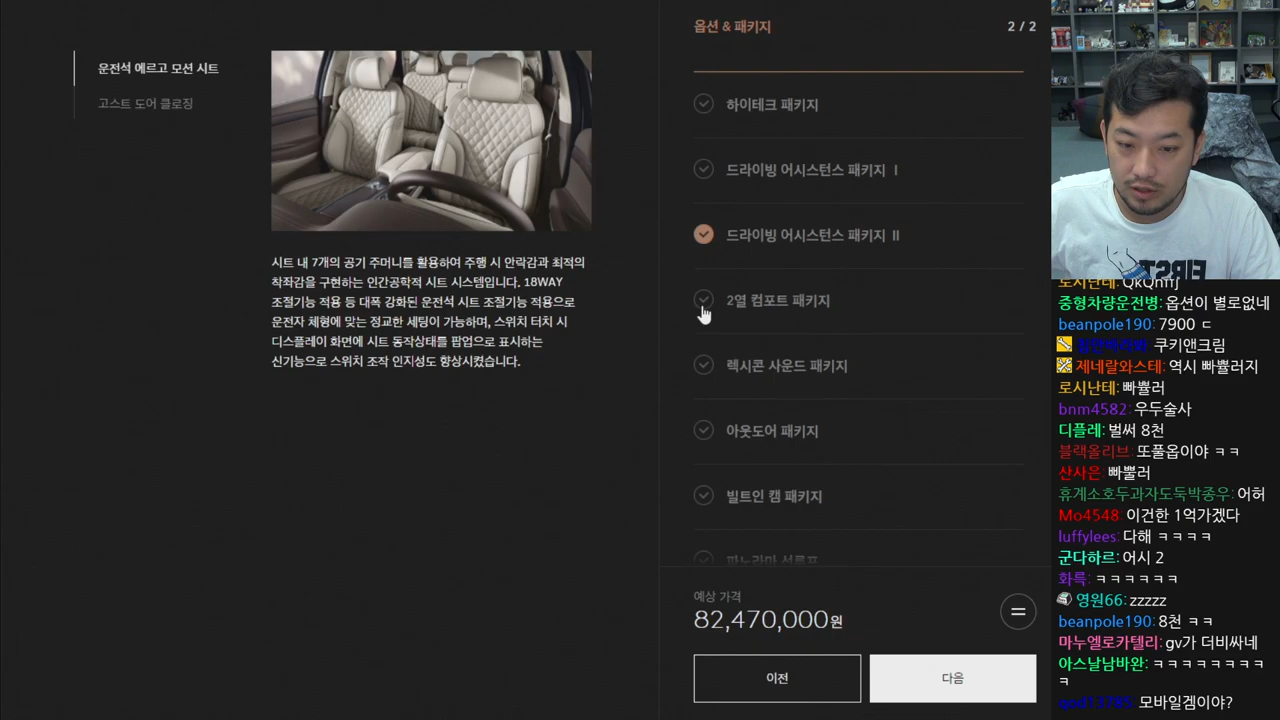 운전석 에르고 모션 시트
고스트 도어 클로징
시트 내 7개의 공기 주머니를 활용하여 주행 시 안락감과 최적의
착좌감을 구현하는 인간공학적 시트 시스템입니다. 18WAY
조절기능 적용 등 대폭 강화된 운전석 시트 조절기능 적용으로
운전자 체형에 맞는 정교한 세팅이 가능하며, 스위치 터치 시
디스플레이 화면에 시트 동작상태를 팝업으로 표시하는
신기능으로 스위치 조작 인지성도 향상시켰습니다.
옵션 & 패키지
2 / 2
하이테크 패키지
드라이빙 어시스턴스 패키지 Ⅰ
드라이빙 어시스턴스 패키지 Ⅱ
2열 컴포트 패키지
렉시콘 사운드 패키지
아웃도어 패키지
빌트인 캠 패키지
파노라마 선루프
예상 가격
82,470,000원
이전
다음
로시난테:
중형차량운전병: 옵션이 별로없네
beanpole190: 7900 ㄷ
쿠키앤크림
제네랄와스테: 역시 빠쁄러지
로시난테: 빠쁄러
bnm4582: 우두술사
디플레: 벌써 8천
블랙올리브: 또풀옵이야 ㅋㅋ
산사은: 빠뿔러
휴게소호두과자도둑박종우: 어허
Mo4548: 이건한 1억가겠다
luffylees: 다해 ㅋㅋㅋㅋ
군다하르: 어시 2
화륵: ㅋㅋㅋㅋㅋㅋ
영원66: zzzzz
beanpole190: 8천 ㅋㅋ
마누엘로카텔리: gv가 더비싸네
아스날남바완: ㅋㅋㅋㅋㅋㅋㅋㅋ
ㅋ
qod13785: 모바일겜이야?